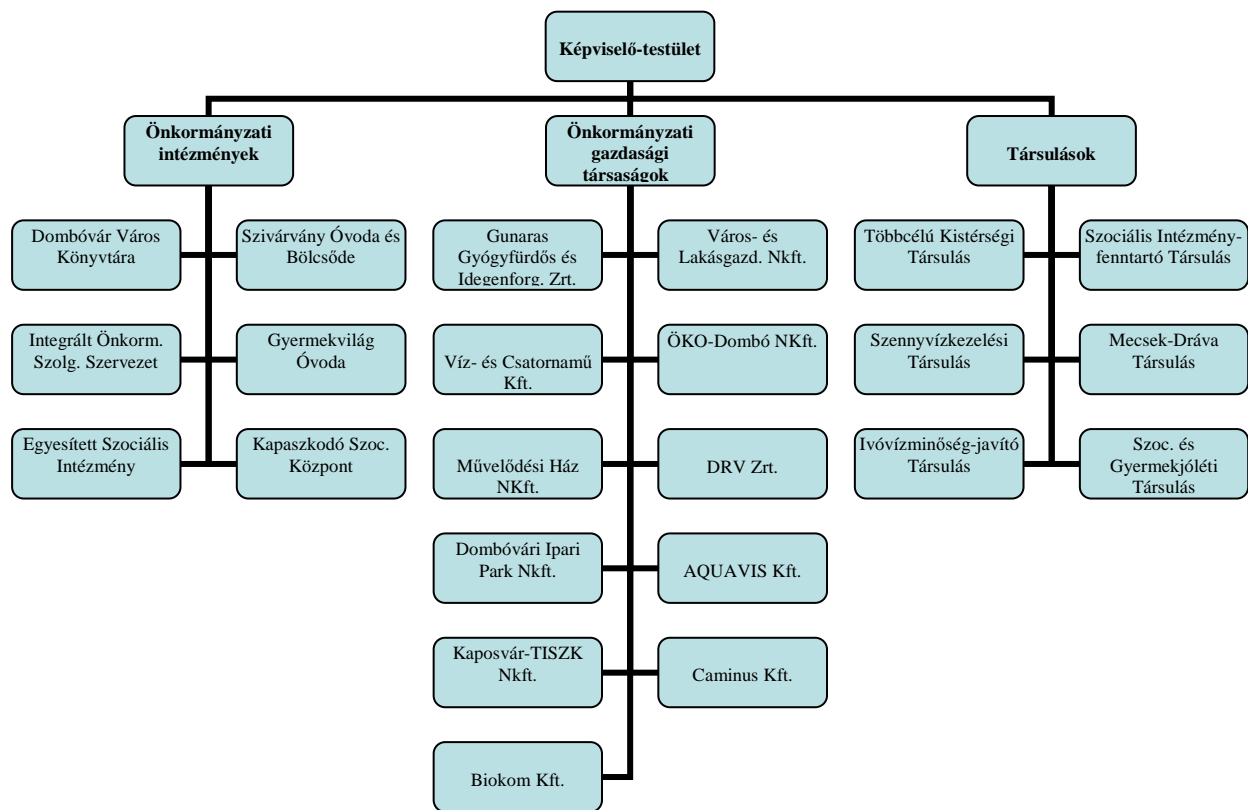 Képviselő-testület
Önkormányzati
intézmények
Önkormányzati
gazdasági
társaságok
Társulások
Dombóvár Város
Könyvtára
Szivárvány Óvoda és
Bölcsőde
Gunaras
Gyógyfürdős és
Idegenforg. Zrt.
Város- és
Lakásgazd. Nkft.
Többcélú Kistérségi
Társulás
Szociális Intézmény-
fenntartó Társulás
Integrált Önkorm.
Szolg. Szervezet
Gyermekvilág
Óvoda
Víz- és Csatornamű
Kft.
ÖKO-Dombó NKft.
Szennyvízkezelési
Társulás
Mecsek-Dráva
Társulás
Egyesített Szociális
Intézmény
Kapaszkodó Szoc.
Központ
Művelődési Ház
NKft.
DRV Zrt.
Ivóvízminőség-javító
Társulás
Szoc. és
Gyermekjóléti
Társulás
Dombóvári Ipari
Park Nkft.
AQUAVIS Kft.
Kaposvár-TISZK
Nkft.
Caminus Kft.
Biokom Kft.